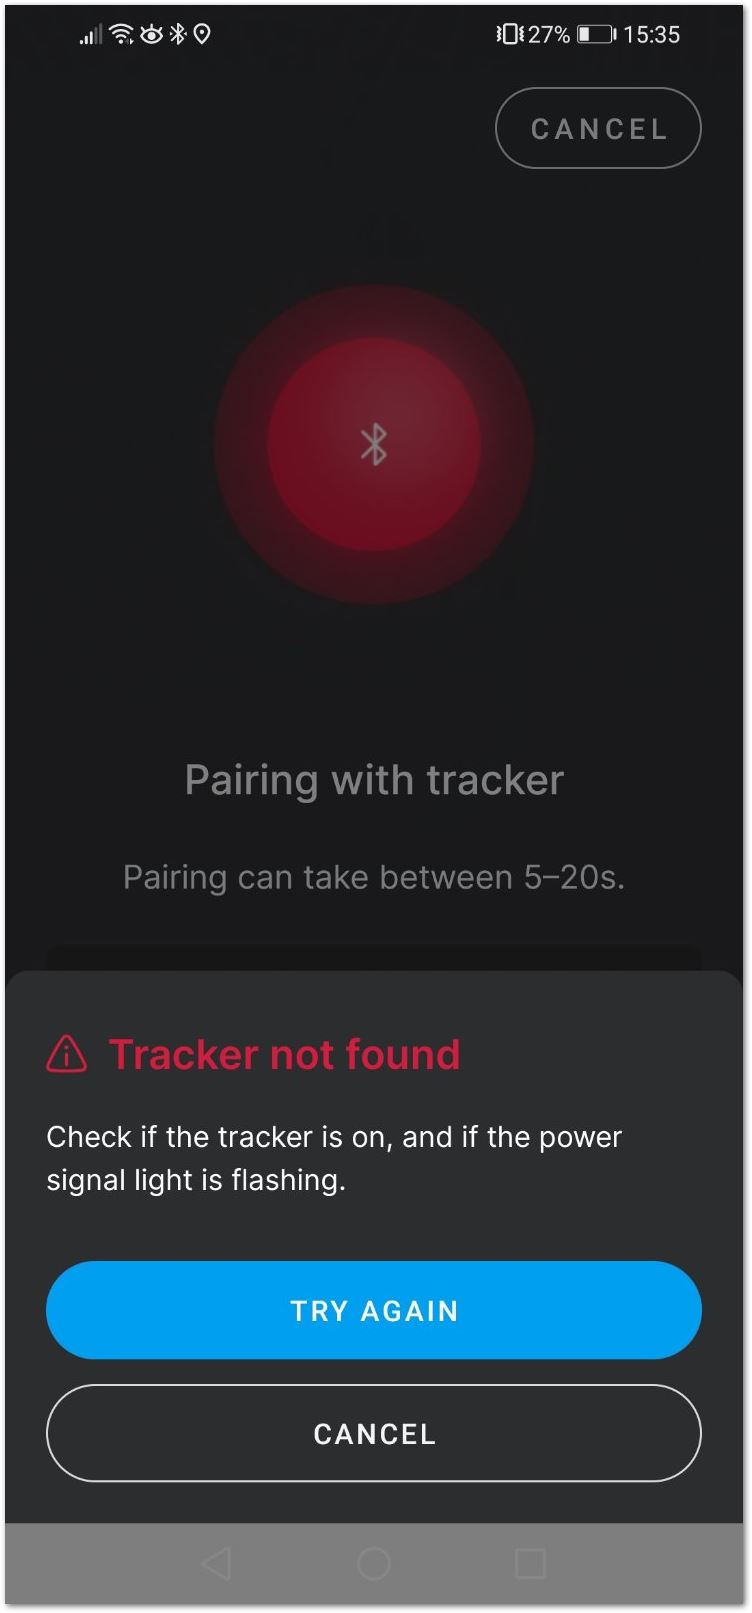 27% 15:35
CANCEL
Pairing with tracker
Pairing can take between 5–20s.
Tracker not found
Check if the tracker is on, and if the power
signal light is flashing.
TRY AGAIN
CANCEL